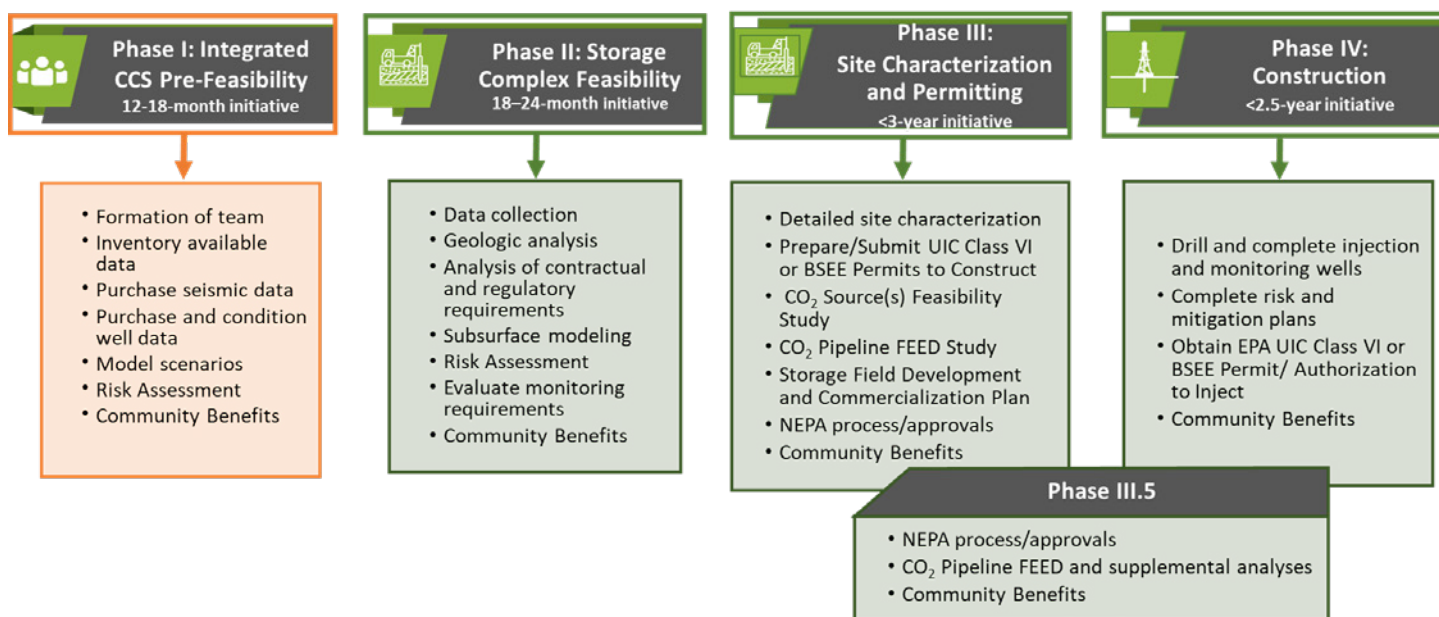 Phase I: Integrated
CCS Pre-Feasibility
12-18-month initiative
• Formation of team
• Inventory available
data
• Purchase seismic data
• Purchase and condition
well data
• Model scenarios
• Risk Assessment
• Community Benefits
Phase II: Storage
Complex Feasibility
18–24-month initiative
• Data collection
• Geologic analysis
• Analysis of contractual
and regulatory
requirements
• Subsurface modeling
• Risk Assessment
• Evaluate monitoring
requirements
• Community Benefits
Phase III:
Site Characterization
and Permitting
<3-year initiative
• Detailed site characterization
• Prepare/Submit UIC Class VI
or BSEE Permits to Construct
• CO₂ Source(s) Feasibility
Study
• CO₂ Pipeline FEED Study
• Storage Field Development
and Commercialization Plan
• NEPA process/approvals
• Community Benefits
Phase IV:
Construction
<2.5-year initiative
• Drill and complete injection
and monitoring wells
• Complete risk and
mitigation plans
• Obtain EPA UIC Class VI or
BSEE Permit/ Authorization
to Inject
• Community Benefits
Phase III.5
• NEPA process/approvals
• CO₂ Pipeline FEED and supplemental analyses
• Community Benefits